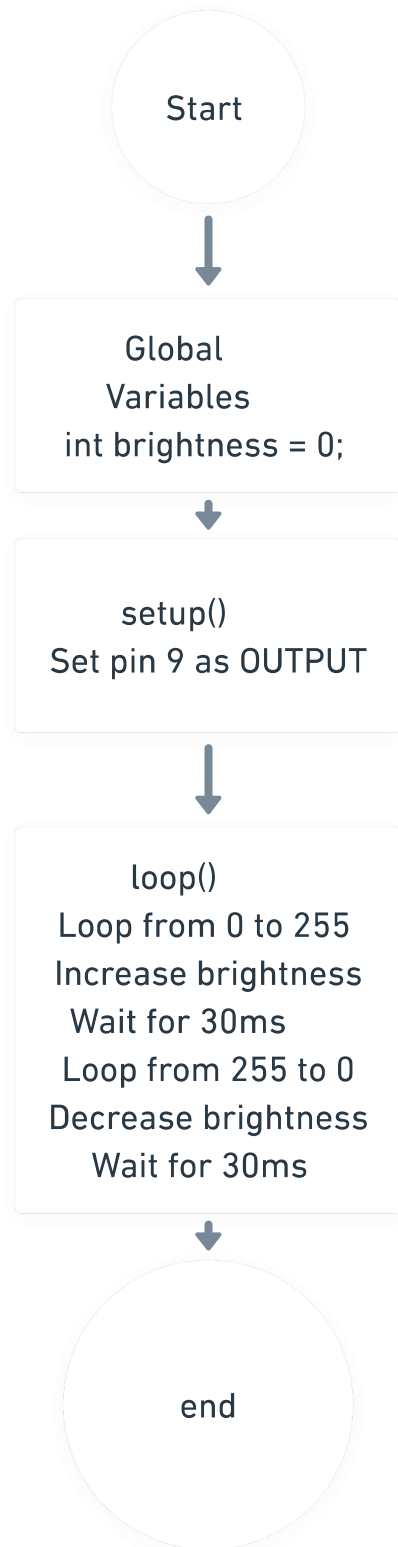 Start
Global
Variables
int brightness = 0;
setup()
Set pin 9 as OUTPUT
loop()
Loop from 0 to 255
Increase brightness
Wait for 30ms
Loop from 255 to 0
Decrease brightness
Wait for 30ms
end